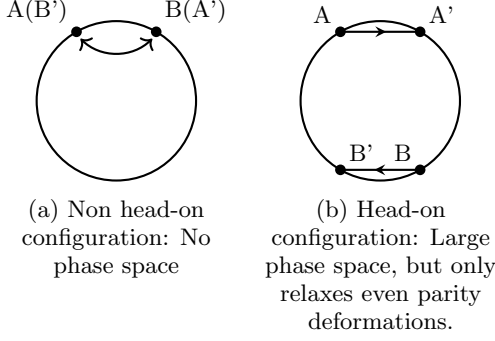 A(B’)
B(A’)
A
A’
B’
B
(a) Non head-on
configuration: No
phase space
(b) Head-on
configuration: Large
phase space, but only
relaxes even parity
deformations.